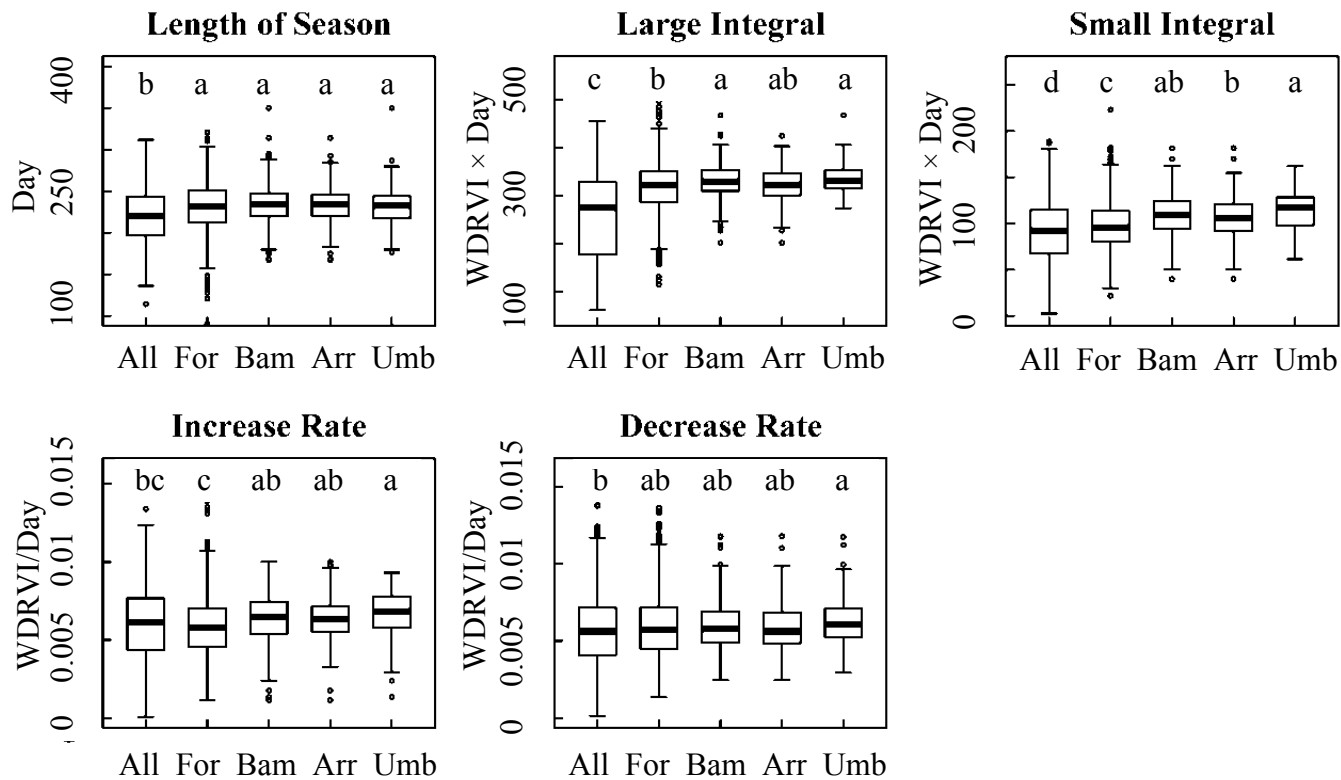 Length of Season
Day
400
250
100
b a a a a
All For Bam Arr Umb
Large Integral
WDRVI × Day
500
300
100
c b a ab a
All For Bam Arr Umb
Small Integral
WDRVI × Day
200
100
0
d c ab b a
All For Bam Arr Umb
Increase Rate
WDRVI/Day
0.015
0.01
0.005
0
bc c ab ab a
All For Bam Arr Umb
Decrease Rate
WDRVI/Day
0.015
0.01
0.005
0
b ab ab ab a
All For Bam Arr Umb